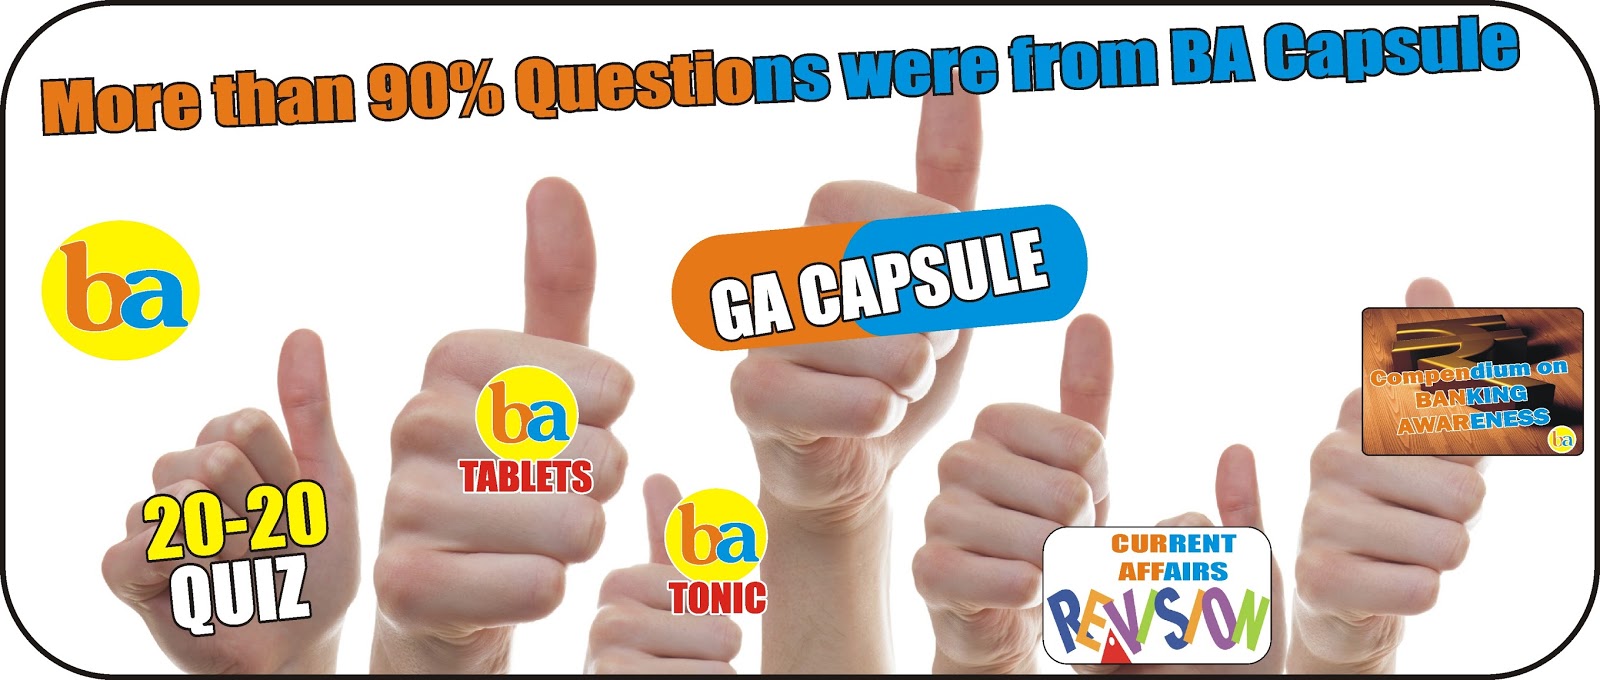 More than 90% Questions were from BA Capsule
ba
GA CAPSULE
ba
TABLETS
20-20
QUIZ
ba
TONIC
CURRENT
AFFAIRS
REVISION
Compendium on
BANKING
AWARENESS
ba